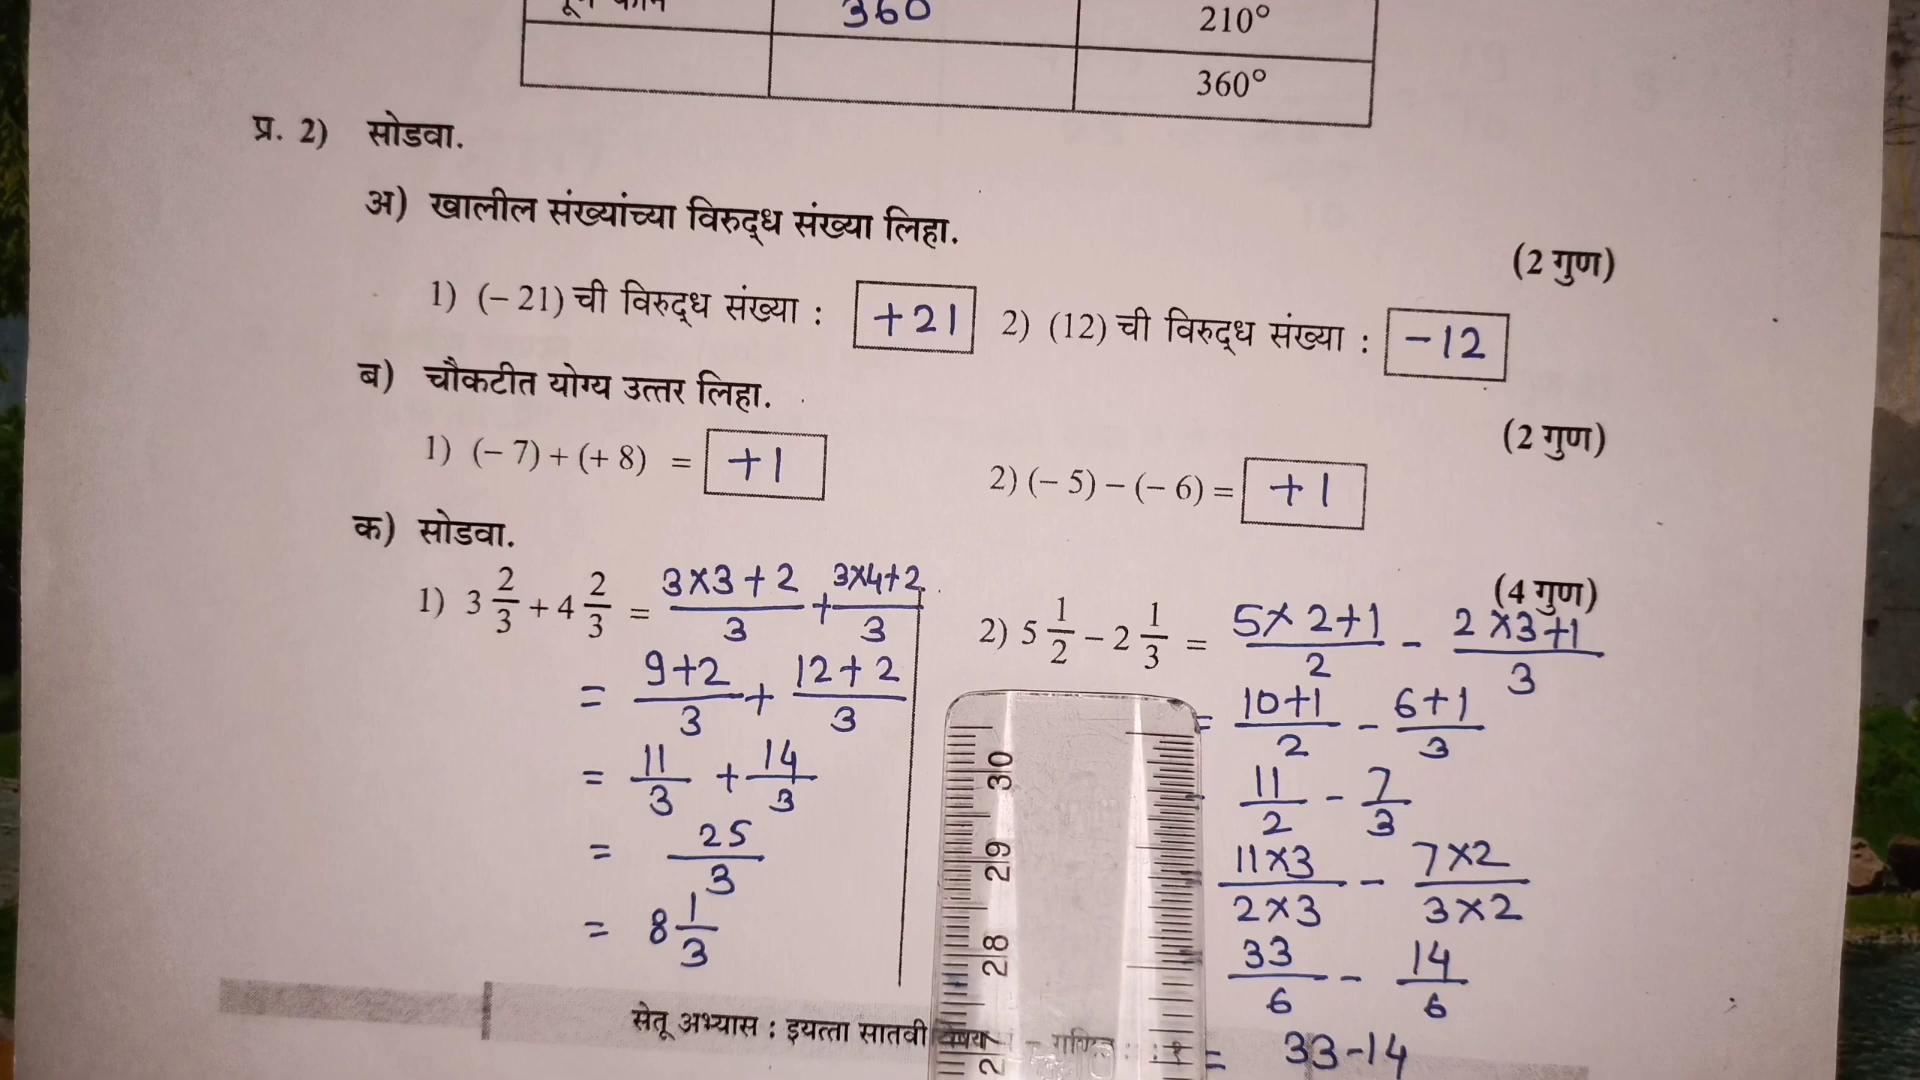 360 210°
360°
प्र. 2) सोडवा.
अ) खालील संख्यांच्या विरुद्ध संख्या लिहा. (2 गुण)
1) (– 21) ची विरुद्ध संख्या : +21 2) (12) ची विरुद्ध संख्या : -12
ब) चौकटीत योग्य उत्तर लिहा. (2 गुण)
1) (– 7) + (+ 8) = +1 2) (– 5) – (– 6) = +1
क) सोडवा. (4 गुण)
1) 3 2/3 + 4 2/3 = 3×3+2/3 + 3×4+2/3
= 9+2/3 + 12+2/3
= 11/3 + 14/3
= 25/3
= 8 1/3
2) 5 1/2 – 2 1/3 = 5×2+1/2 - 2×3+1/3
= 10+1/2 - 6+1/3
11/2 - 7/3
11×3/2×3 - 7×2/3×2
33/6 - 14/6
= 33-14
30
29
28
सेतू अभ्यास : इयत्ता सातवी विषय – गणित